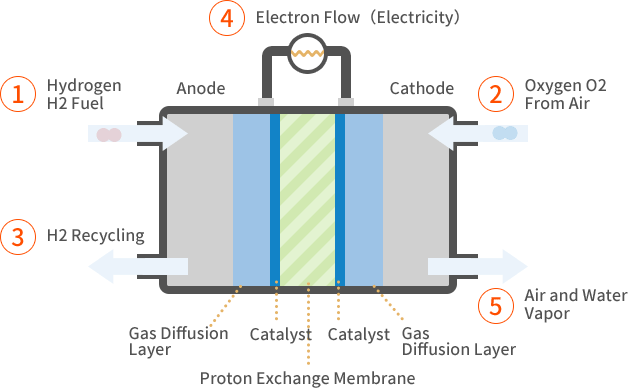 4 Electron Flow（Electricity）
1 Hydrogen
H2 Fuel
Anode
Cathode
2 Oxygen O2
From Air
3 H2 Recycling
5 Air and Water
Vapor
Gas Diffusion
Layer
Catalyst
Catalyst
Gas
Diffusion Layer
Proton Exchange Membrane